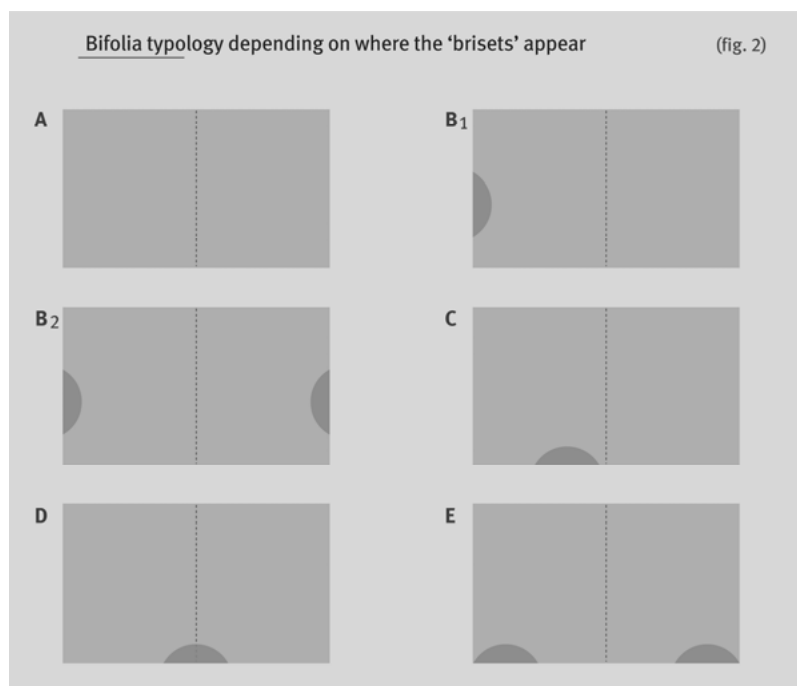 Bifolia typology depending on where the ‘brisets’ appear (fig. 2)
A B1
B2 C
D E